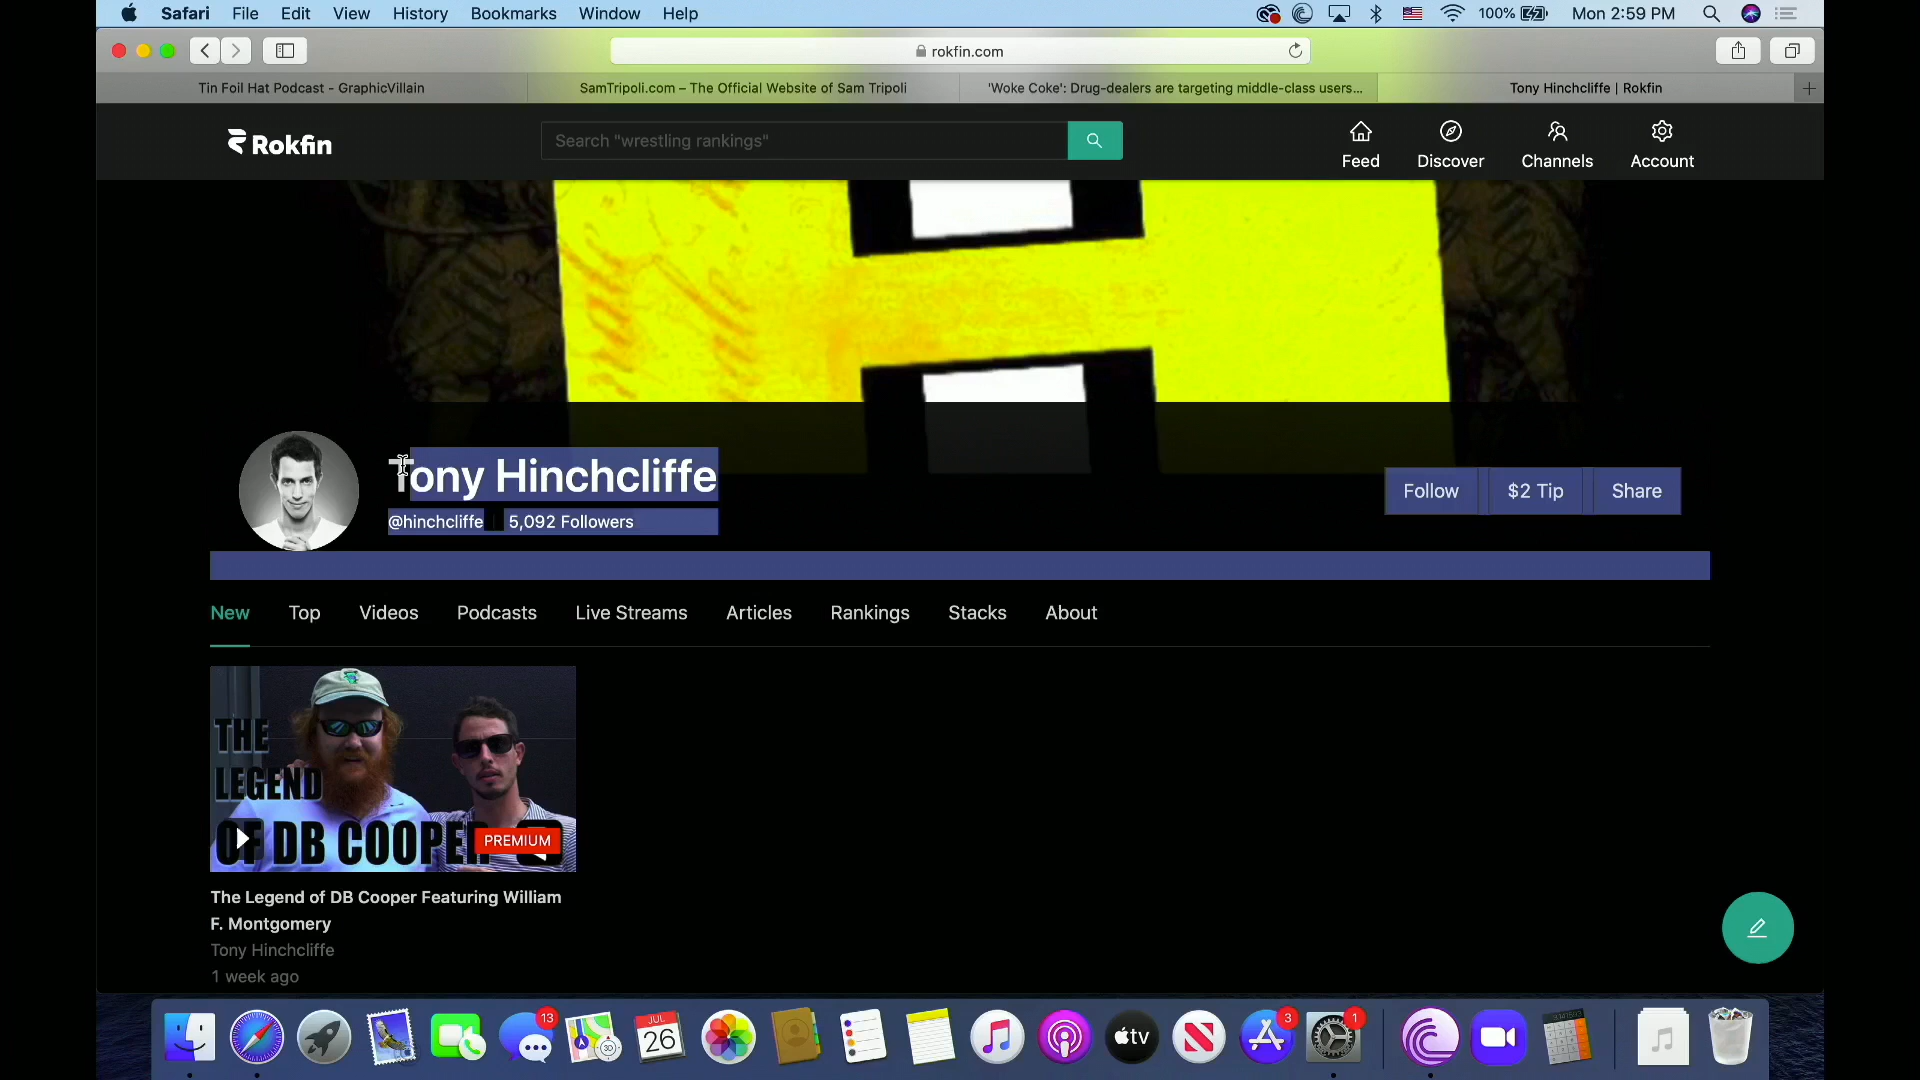 Safari File Edit View History Bookmarks Window Help 100% Mon 2:59 PM
rokfin.com
Tin Foil Hat Podcast - GraphicVillain
SamTripoli.com – The Official Website of Sam Tripoli
'Woke Coke': Drug-dealers are targeting middle-class users...
Tony Hinchcliffe | Rokfin
Rokfin
Search "wrestling rankings"
Feed
Discover
Channels
Account
Tony Hinchcliffe
@hinchcliffe 5,092 Followers
Follow
$2 Tip
Share
New Top Videos Podcasts Live Streams Articles Rankings Stacks About
THE
LEGEND
OF DB COOPER
PREMIUM
The Legend of DB Cooper Featuring William
F. Montgomery
Tony Hinchcliffe
1 week ago
13
JUL
26
3D
tv
3
1